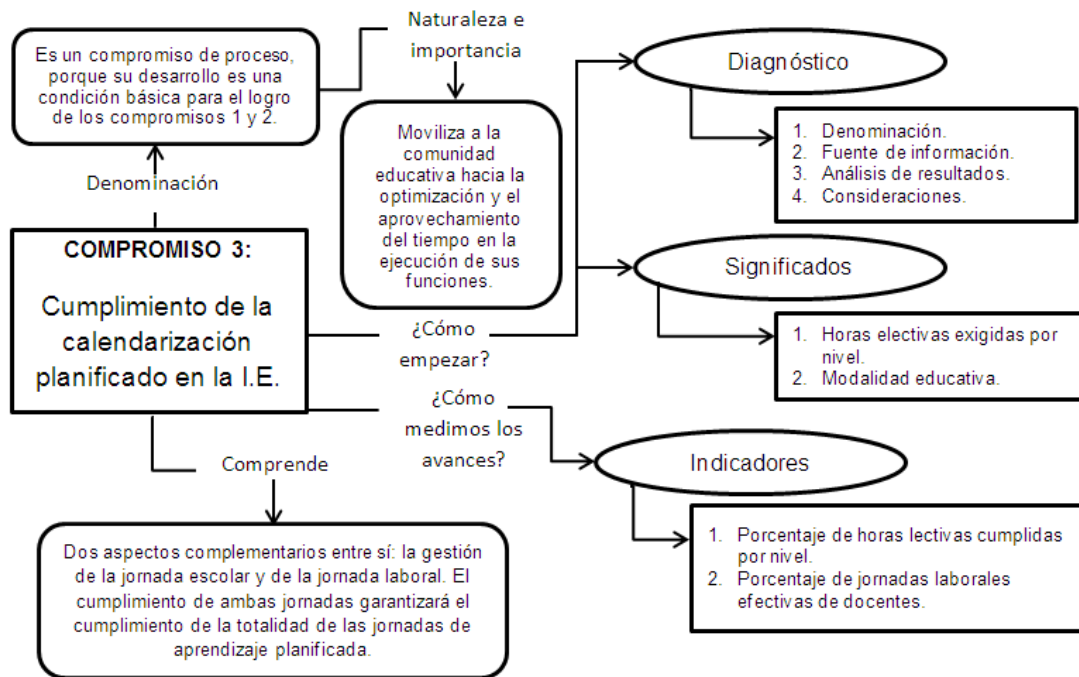 Es un compromiso de proceso,
porque su desarrollo es una
condición básica para el logro
de los compromisos 1 y 2.
Naturaleza e
importancia
Denominación
Moviliza a la
comunidad
educativa hacia la
optimización y el
aprovechamiento
del tiempo en la
ejecución de sus
funciones.
Diagnóstico
1. Denominación.
2. Fuente de información.
3. Análisis de resultados.
4. Consideraciones.
COMPROMISO 3:
Cumplimiento de la
calendarización
planificado en la I.E.
¿Cómo
empezar?
Significados
1. Horas electivas exigidas por
nivel.
2. Modalidad educativa.
¿Cómo
medimos los
avances?
Indicadores
1. Porcentaje de horas lectivas cumplidas
por nivel.
2. Porcentaje de jornadas laborales
efectivas de docentes.
Comprende
Dos aspectos complementarios entre sí: la gestión
de la jornada escolar y de la jornada laboral. El
cumplimiento de ambas jornadas garantizará el
cumplimiento de la totalidad de las jornadas de
aprendizaje planificada.